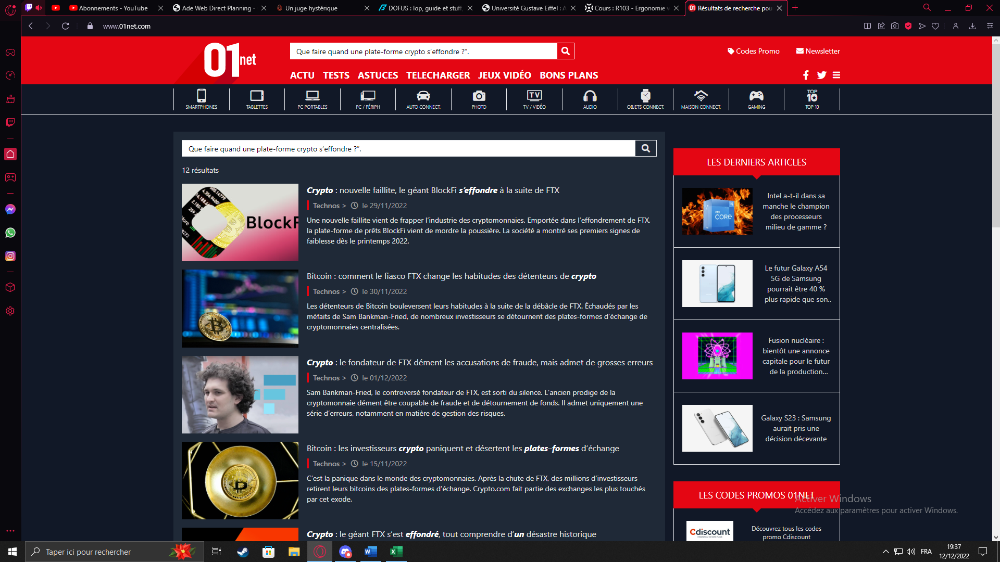 Abonnements - YouTube
Ade Web Direct Planning -
Un juge hystérique
DOFUS : Iop, guide et stuff,
Université Gustave Eiffel : A
Cours : R103 - Ergonomie
01 Résultats de recherche pou
www.01net.com
01net
Que faire quand une plate-forme crypto s’effondre ?”.
Codes Promo
Newsletter
ACTU TESTS ASTUCES TELECHARGER JEUX VIDÉO BONS PLANS
SMARTPHONES
TABLETTES
PC PORTABLES
PC / PÉRIPH
AUTO CONNECT.
PHOTO
TV
TV / VIDÉO
AUDIO
OBJETS CONNECT.
MAISON CONNECT.
GAMING
TOP
10
TOP 10
Que faire quand une plate-forme crypto s’effondre ?”.
12 résultats
BlockF
Crypto : nouvelle faillite, le géant BlockFi s’effondre à la suite de FTX
Technos > le 29/11/2022
Une nouvelle faillite vient de frapper l’industrie des cryptomonnaies. Emportée dans l’effondrement de FTX,
la plate-forme de prêts BlockFi vient de mordre la poussière. La société a montré ses premiers signes de
faiblesse dès le printemps 2022.
Bitcoin : comment le fiasco FTX change les habitudes des détenteurs de crypto
Technos > le 30/11/2022
Les détenteurs de Bitcoin bouleversent leurs habitudes à la suite de la débâcle de FTX. Échaudés par les
méfaits de Sam Bankman-Fried, de nombreux investisseurs se détournent des plates-formes d’échange de
cryptomonnaies centralisées.
Crypto : le fondateur de FTX dément les accusations de fraude, mais admet de grosses erreurs
Technos > le 01/12/2022
Sam Bankman-Fried, le controversé fondateur de FTX, est sorti du silence. L’ancien prodige de la
cryptomonnaie dément être coupable de fraude et de détournement de fonds. Il admet uniquement une
série d’erreurs, notamment en matière de gestion des risques.
Bitcoin : les investisseurs crypto paniquent et désertent les plates–formes d’échange
Technos > le 15/11/2022
C’est la panique dans le monde des cryptomonnaies. Après la chute de FTX, des millions d’investisseurs
retirent leurs bitcoins des plates-formes d’échange. Crypto.com fait partie des exchanges les plus touchés
par cet exode.
Crypto : le géant FTX s’est effondré, tout comprendre d’un désastre historique
LES DERNIERS ARTICLES
CORE
Intel a-t-il dans sa
manche le champion
des processeurs
milieu de gamme ?
Le futur Galaxy A54
5G de Samsung
pourrait être 40 %
plus rapide que son..
Fusion nucléaire :
bientôt une annonce
capitale pour le futur
de la production...
Galaxy S23 : Samsung
aurait pris une
décision décevante
LES CODES PROMOS 01NET
Cdiscount
Découvrez tous les codes
promo Cdiscount
Activer Windows
Accédez aux paramètres pour activer Windows.
Taper ici pour rechercher
FRA
19:37
12/12/2022